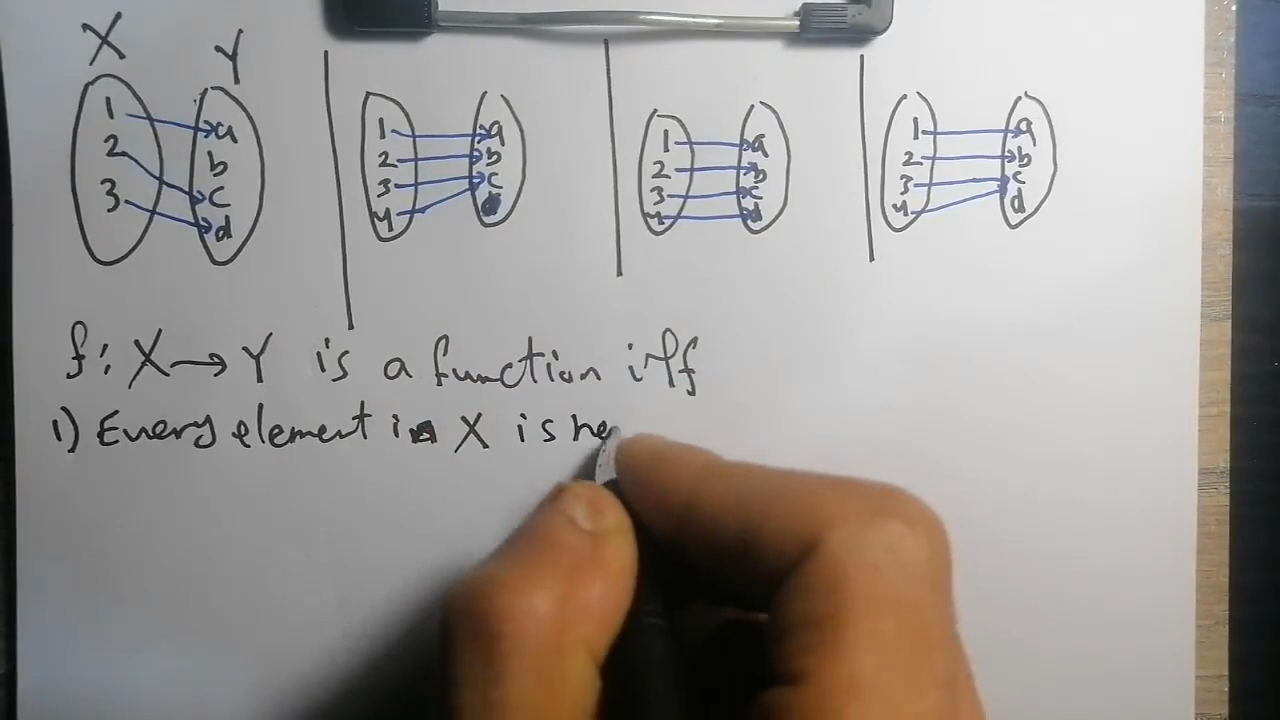 X Y
1 a
2 b
3 c
d
1 a
2 b
3 c
4
1 a
2 b
3 c
4 d
1 a
2 b
3 c
4 d
f: X → Y is a function iff
1) Every element in X is